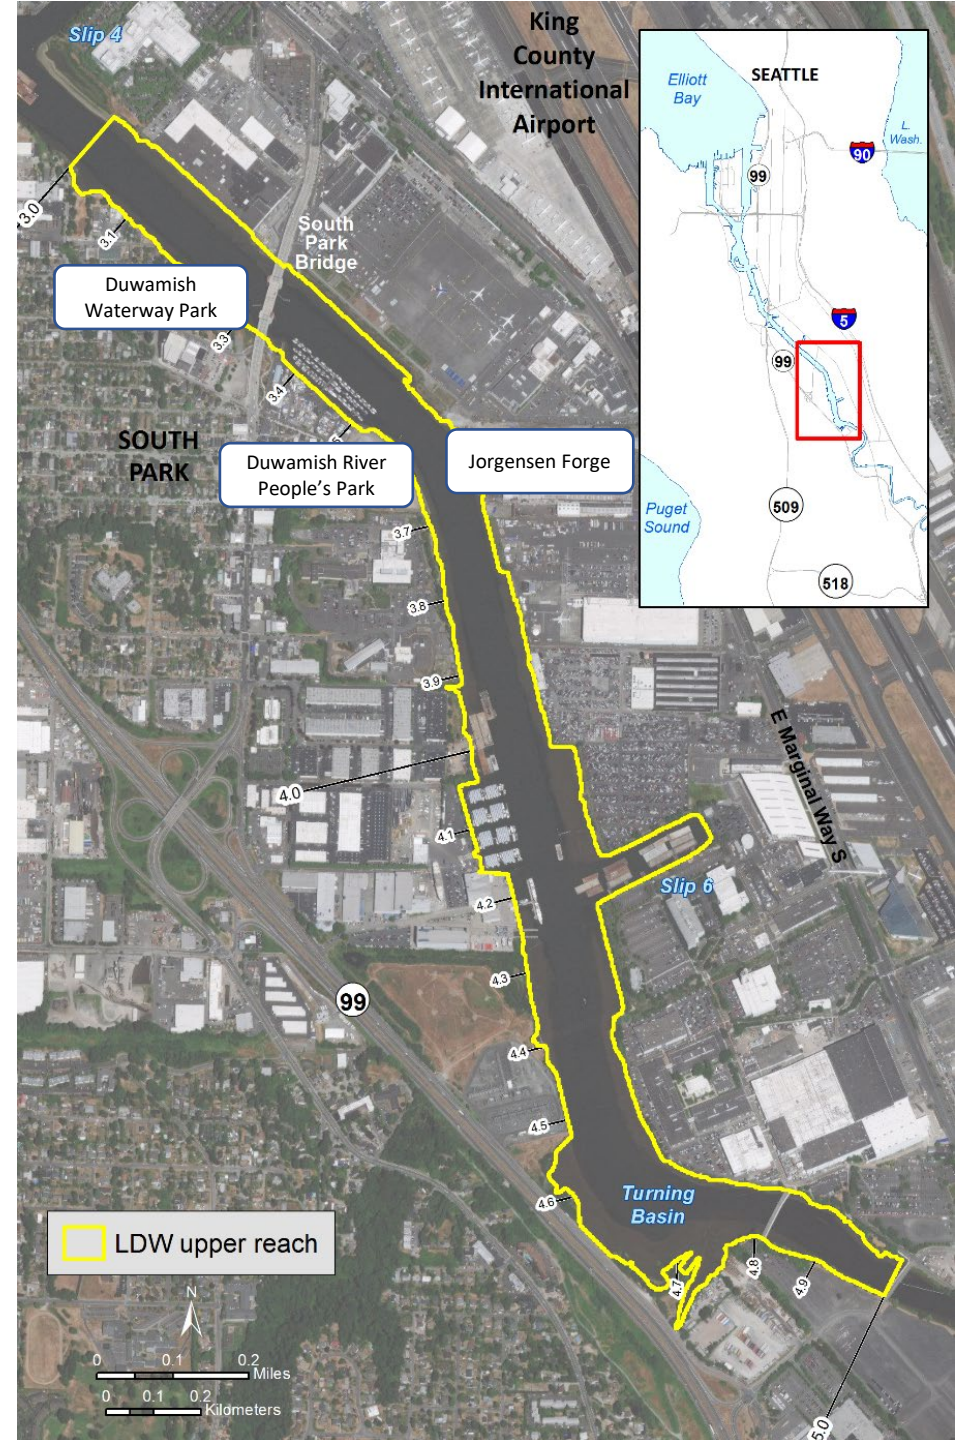 Slip 4
King
County
International
Airport
SEATTLE
Elliott
Bay
L.
Wash.
90
99
5
99
Puget
Sound
509
518
3.0
3.1
South
Park
Bridge
Duwamish
Waterway Park
3.3
3.4
SOUTH
PARK
Duwamish River
People's Park
Jorgensen Forge
3.7
3.8
3.9
4.0
4.1
E Marginal Way S
Slip 6
4.2
4.3
99
4.4
4.5
4.6
Turning
Basin
4.7
4.8
4.9
5.0
LDW upper reach
N
0 0.1 0.2
Miles
0 0.1 0.2
Kilometers